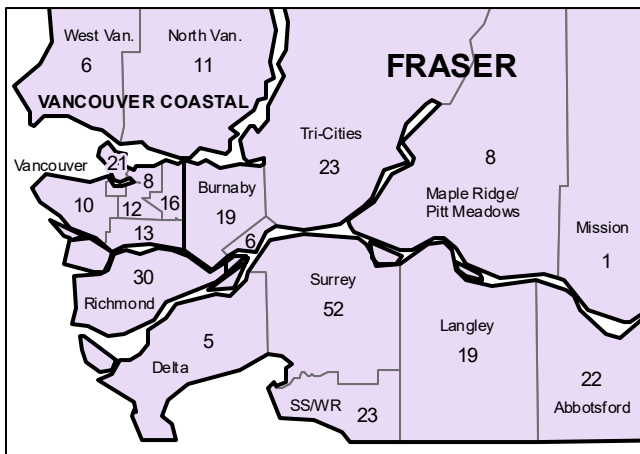 West Van.
6
North Van.
11
VANCOUVER COASTAL
FRASER
Tri-Cities
23
8
Maple Ridge/
Pitt Meadows
Mission
1
Vancouver
21
8
10
12
16
13
Burnaby
19
6
30
Richmond
Surrey
52
5
Delta
Langley
19
SS/WR
23
22
Abbotsford